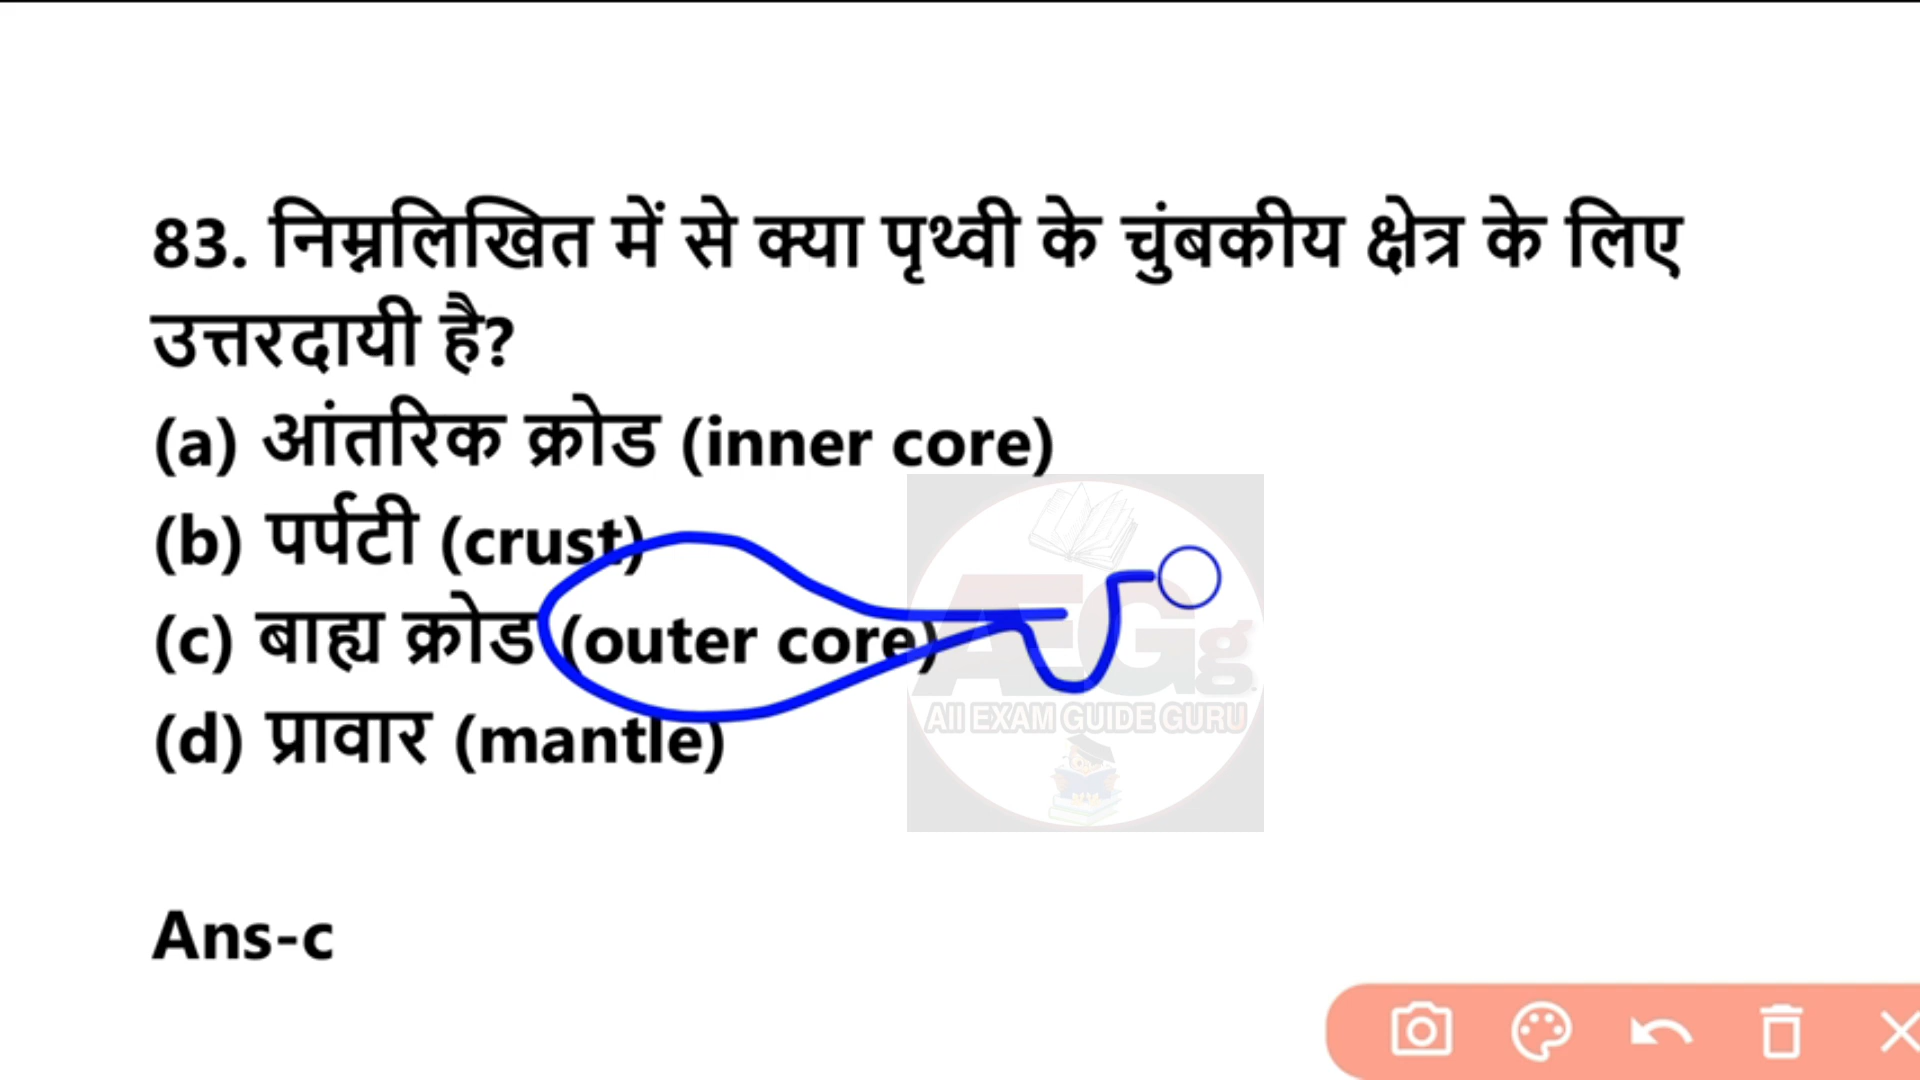 83. निम्नलिखित में से क्या पृथ्वी के चुंबकीय क्षेत्र के लिए
उत्तरदायी है?
(a) आंतरिक क्रोड (inner core)
(b) पर्पटी (crust)
(c) बाह्य क्रोड (outer core)
(d) प्रावार (mantle)
AEGg
All EXAM GUIDE GURU
Ans-c